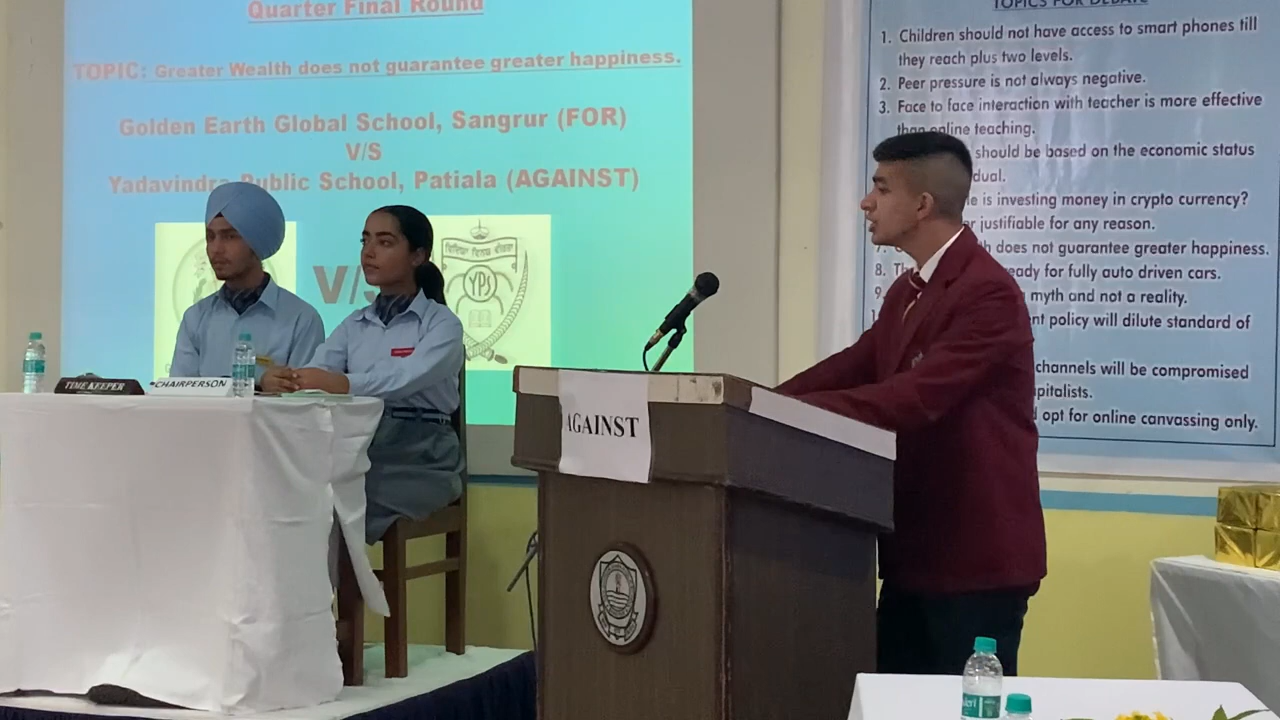 Quarter Final Round
TOPIC: Greater Wealth does not guarantee greater happiness.
Golden Earth Global School, Sangrur (FOR)
V/S
Yadavindra Public School, Patiala (AGAINST)
V/S
YPS
TIME KEEPER
CHAIRPERSON
AGAINST
TOPICS FOR DEBATE
1. Children should not have access to smart phones till
they reach plus two levels.
2. Peer pressure is not always negative.
3. Face to face interaction with teacher is more effective
than online teaching.
should be based on the economic status
is investing money in crypto currency?
justifiable for any reason.
7. does not guarantee greater happiness.
8. ready for fully auto driven cars.
9. myth and not a reality.
policy will dilute standard of
channels will be compromised
opt for online canvassing only.